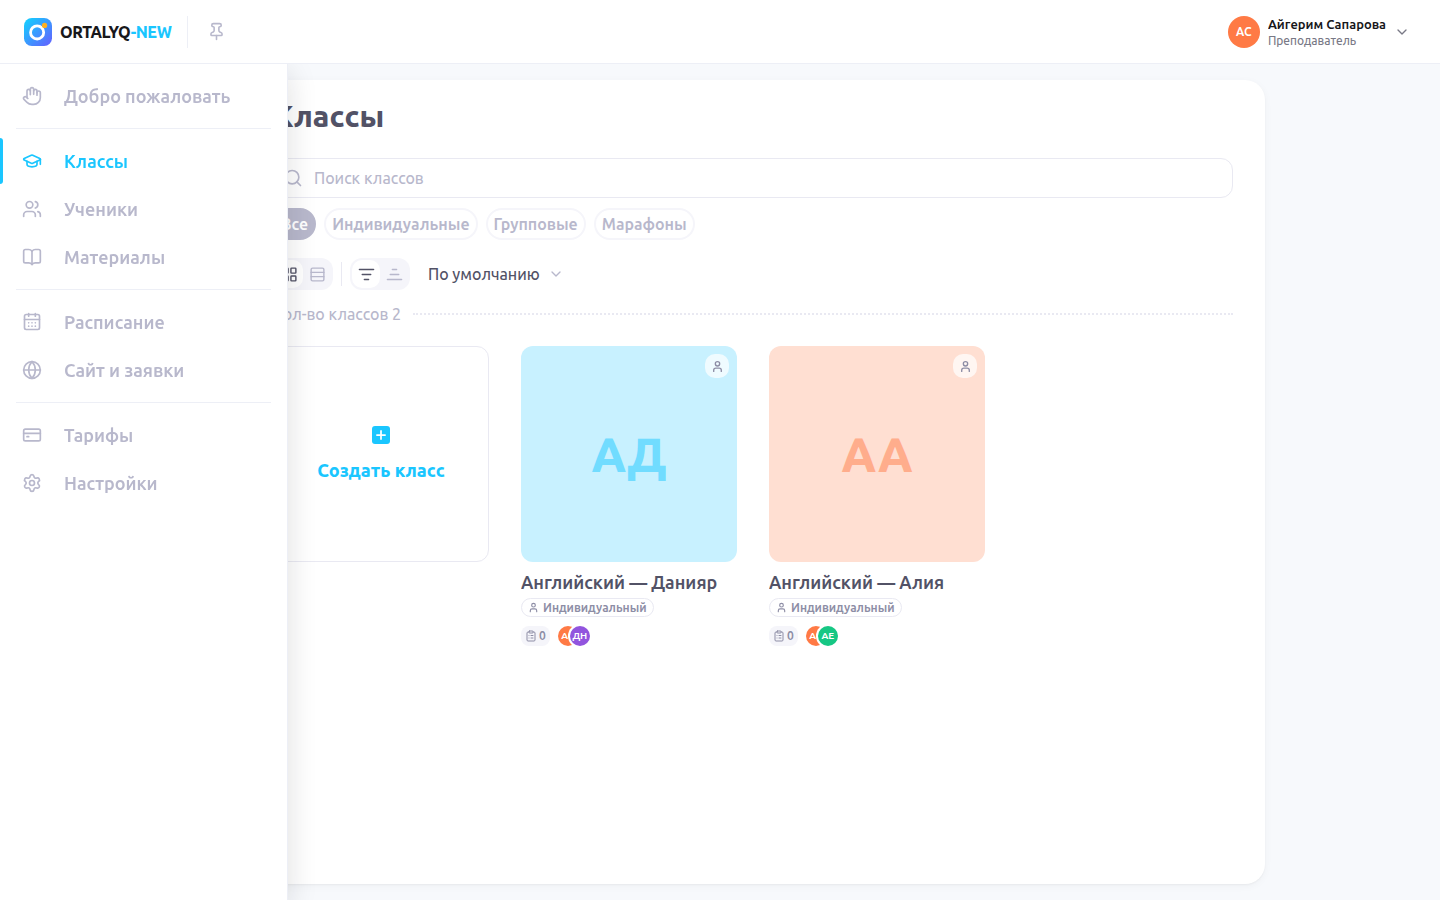 ORTALYQ-NEW
АС
Айгерим Сапарова
Преподаватель
Добро пожаловать
Классы
Ученики
Материалы
Расписание
Сайт и заявки
Тарифы
Настройки
Классы
Поиск классов
Все
Индивидуальные
Групповые
Марафоны
По умолчанию
ол-во классов 2
Создать класс
АД
Английский — Данияр
Индивидуальный
0
ДН
АА
Английский — Алия
Индивидуальный
0
АЕ